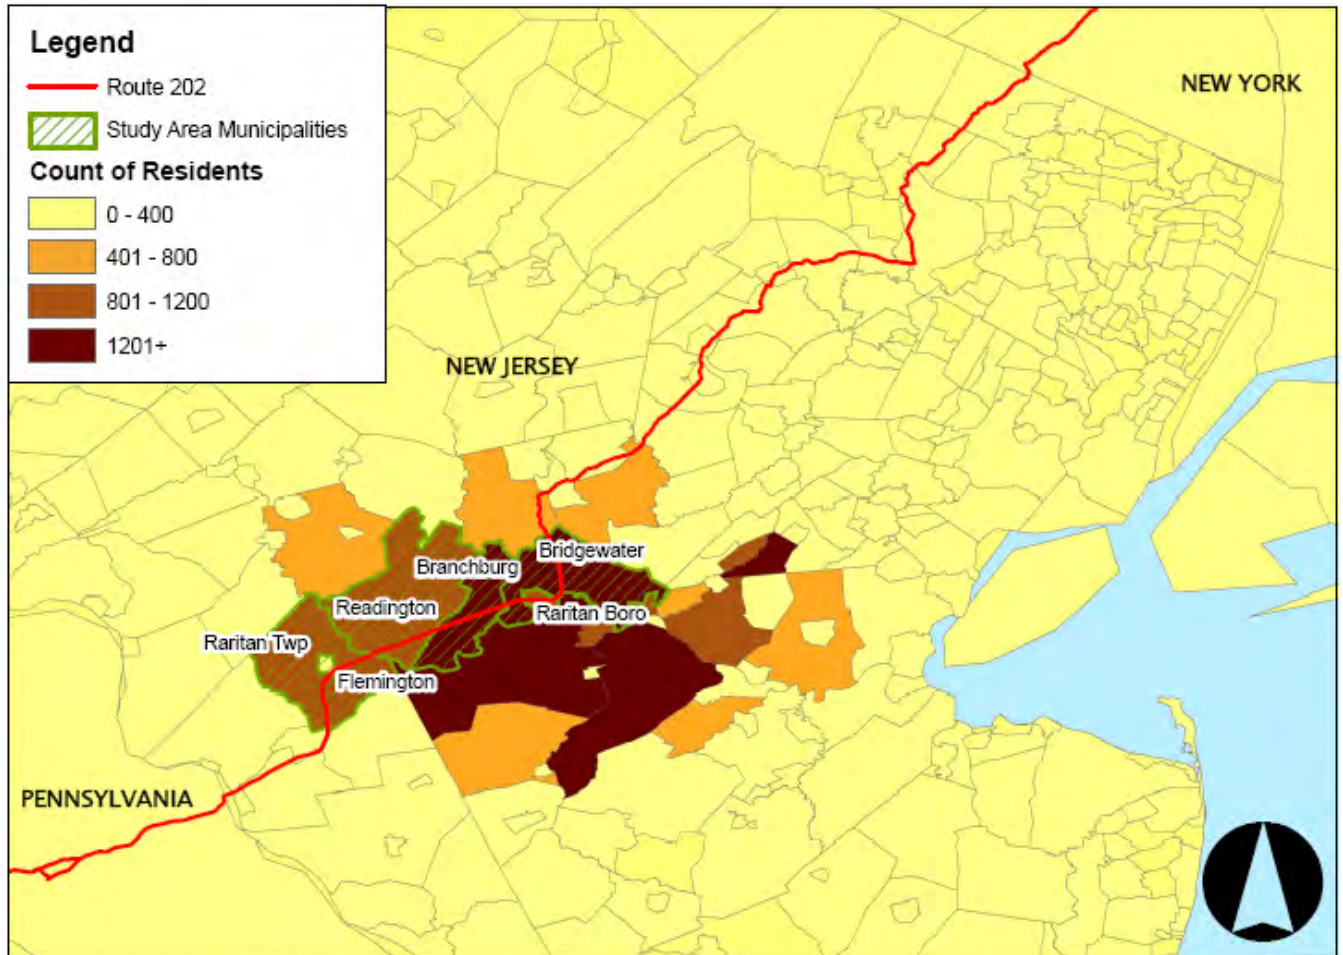 Legend
Route 202
Study Area Municipalities
Count of Residents
0 - 400
401 - 800
801 - 1200
1201+
NEW YORK
NEW JERSEY
Bridgewater
Branchburg
Readington
Raritan Boro
Raritan Twp
Flemington
PENNSYLVANIA